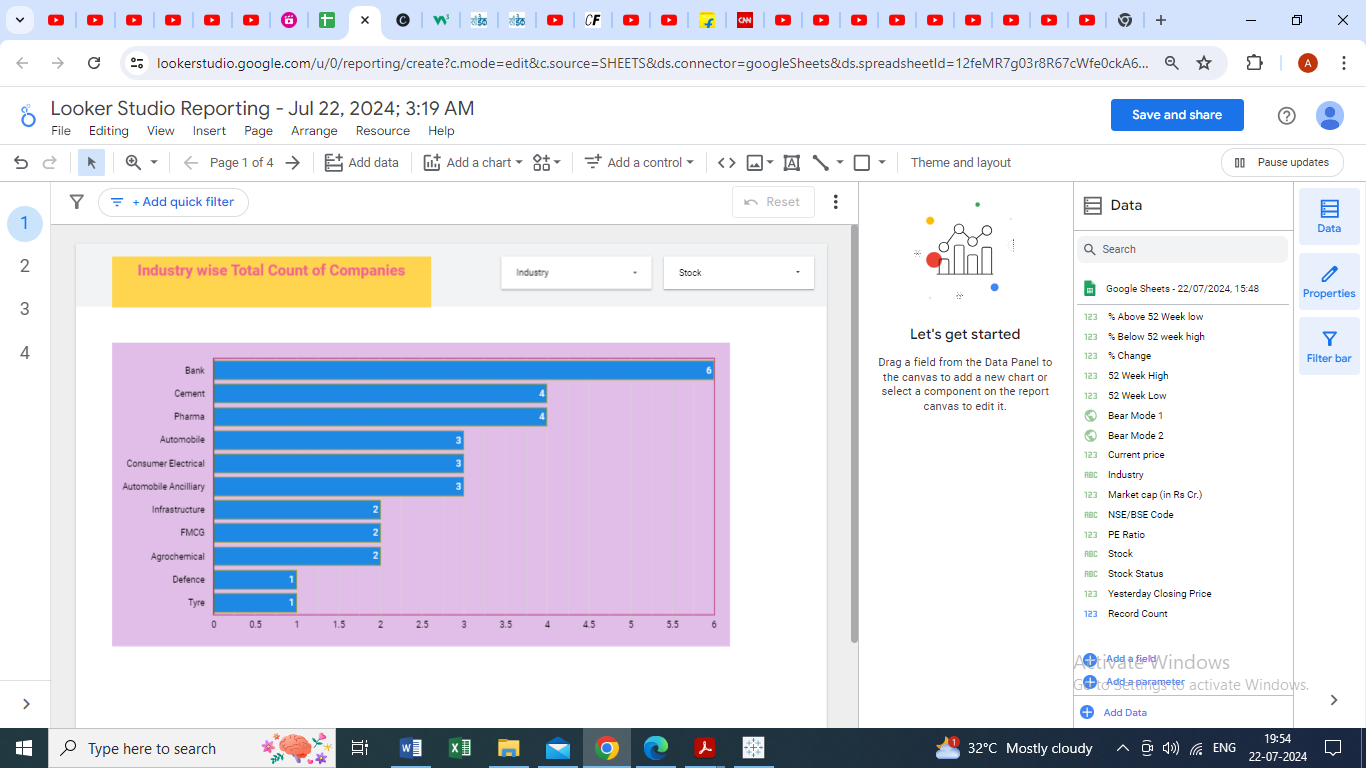 CF
CNN
lookerstudio.google.com/u/0/reporting/create?c.mode=edit&c.source=SHEETS&ds.connector=googleSheets&ds.spreadsheetId=12feMR7g03r8R67cWfe0ckA6...
A
Looker Studio Reporting - Jul 22, 2024; 3:19 AM
File Editing View Insert Page Arrange Resource Help
Save and share
Page 1 of 4
Add data
Add a chart
Add a control
Theme and layout
Pause updates
1
2
3
4
+ Add quick filter
Reset
Industry wise Total Count of Companies
Industry
Stock
Bank 6
Cement 4
Pharma 4
Automobile 3
Consumer Electrical 3
Automobile Ancilliary 3
Infrastructure 2
FMCG 2
Agrochemical 2
Defence 1
Tyre 1
0 0.5 1 1.5 2 2.5 3 3.5 4 4.5 5 5.5 6
Let's get started
Drag a field from the Data Panel to
the canvas to add a new chart or
select a component on the report
canvas to edit it.
Data
Search
Google Sheets - 22/07/2024, 15:48
123 % Above 52 Week low
123 % Below 52 week high
123 % Change
123 52 Week High
123 52 Week Low
Bear Mode 1
Bear Mode 2
123 Current price
ABC Industry
123 Market cap (in Rs Cr.)
ABC NSE/BSE Code
123 PE Ratio
ABC Stock
ABC Stock Status
123 Yesterday Closing Price
123 Record Count
Add a field
Add a parameter
Add Data
Activate Windows
Go to Settings to activate Windows.
Data
Properties
Filter bar
Type here to search
1
32°C Mostly cloudy
ENG
19:54
22-07-2024